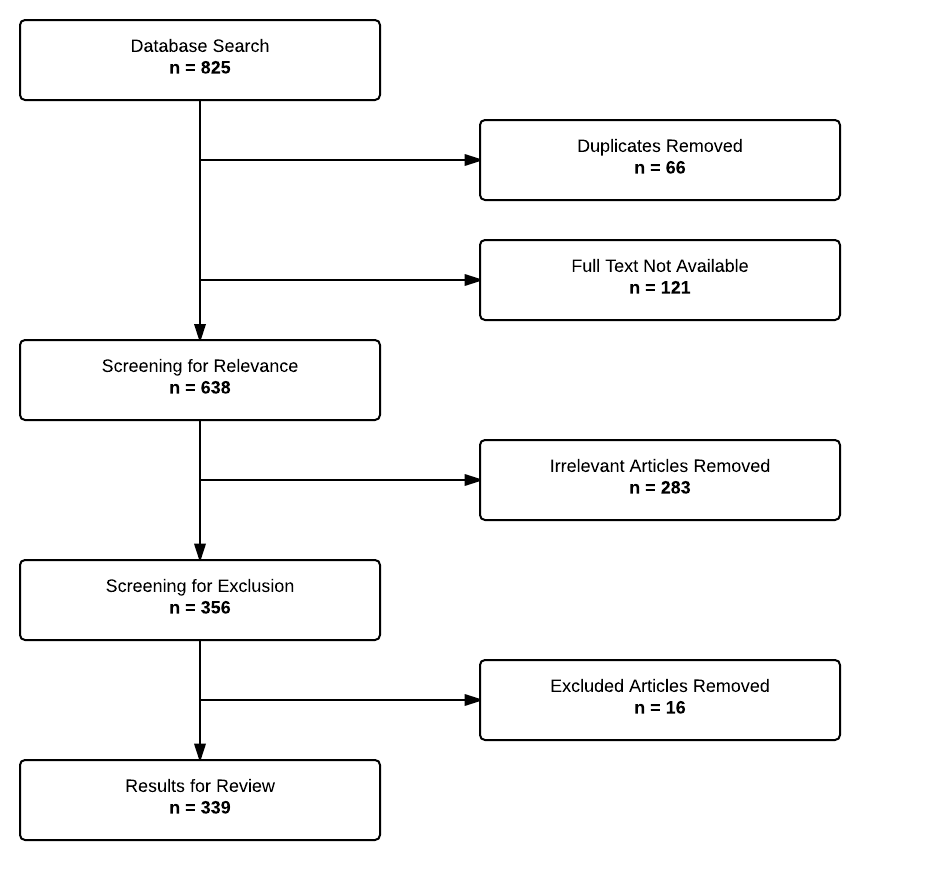 Database Search
n = 825
Duplicates Removed
n = 66
Full Text Not Available
n = 121
Screening for Relevance
n = 638
Irrelevant Articles Removed
n = 283
Screening for Exclusion
n = 356
Excluded Articles Removed
n = 16
Results for Review
n = 339